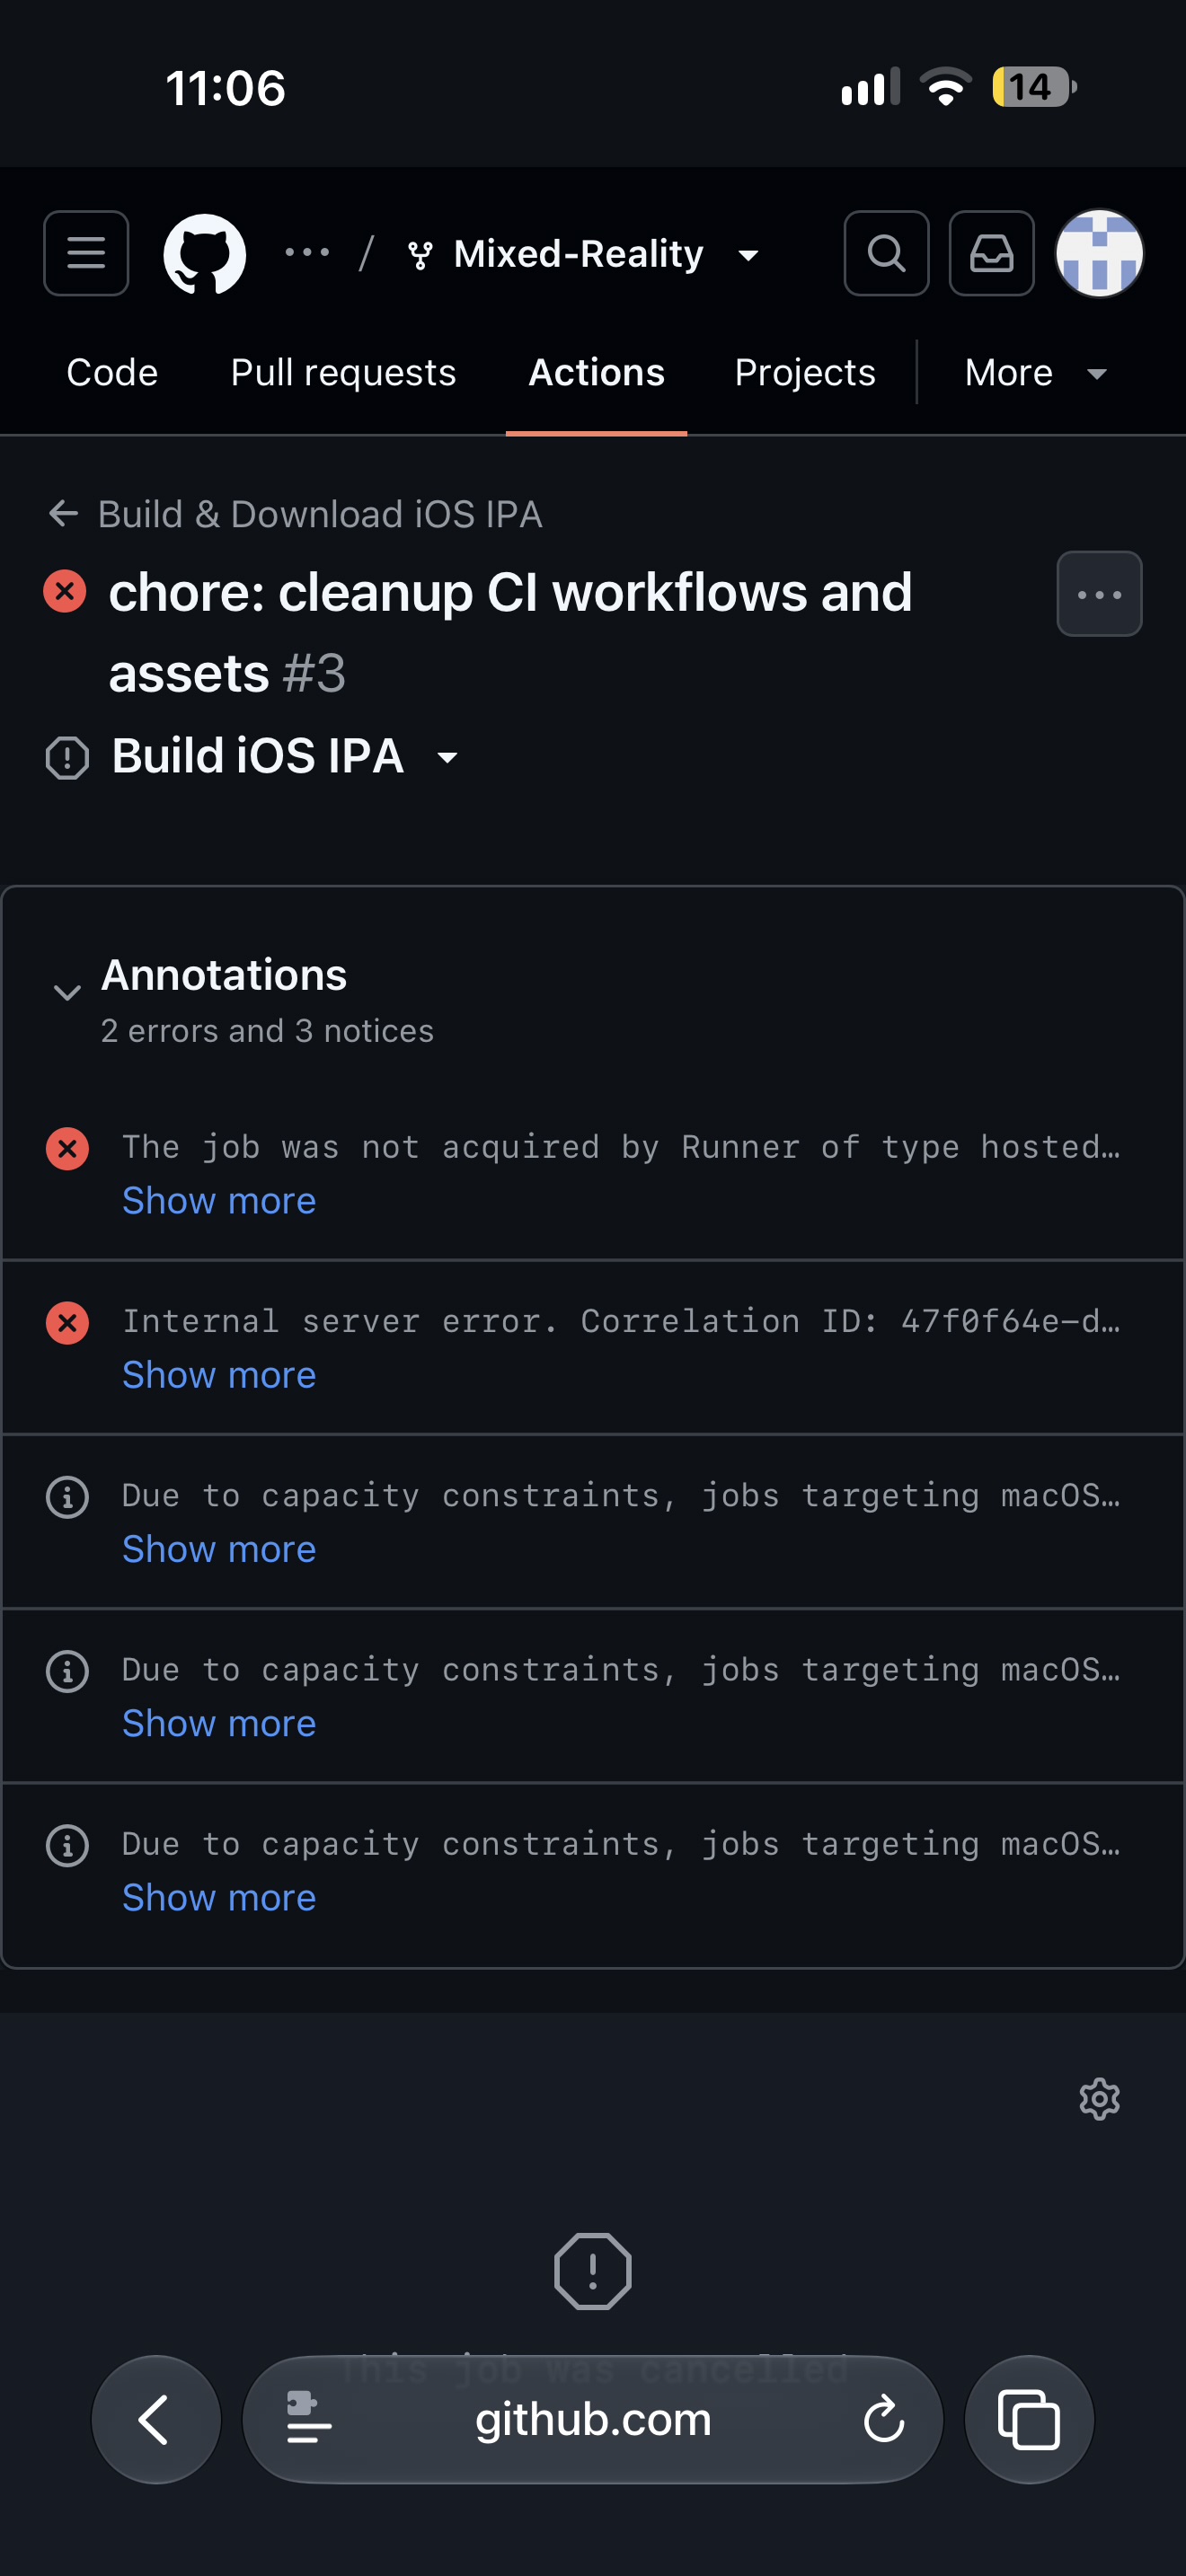 11:06
14
··· / Mixed-Reality
Code Pull requests Actions Projects More
Build & Download iOS IPA
chore: cleanup CI workflows and
assets #3
Build iOS IPA
Annotations
2 errors and 3 notices
The job was not acquired by Runner of type hosted…
Show more
Internal server error. Correlation ID: 47f0f64e-d…
Show more
Due to capacity constraints, jobs targeting macOS…
Show more
Due to capacity constraints, jobs targeting macOS…
Show more
Due to capacity constraints, jobs targeting macOS…
Show more
This job was cancelled
github.com